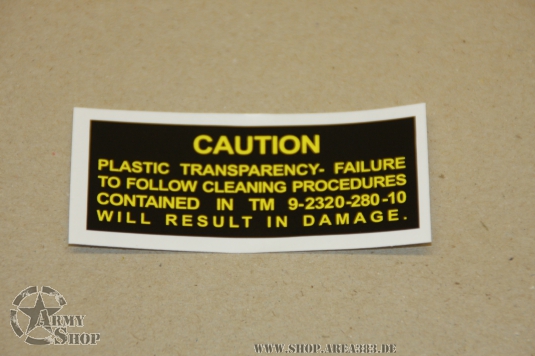 CAUTION
PLASTIC TRANSPARENCY- FAILURE
TO FOLLOW CLEANING PROCEDURES
CONTAINED IN TM 9-2320-280-10
WILL RESULT IN DAMAGE.
ARMY
SHOP
WWW.SHOP.AREA383.DE